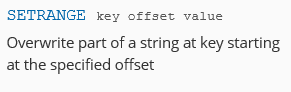 SETRANGE key offset value
Overwrite part of a string at key starting
at the specified offset